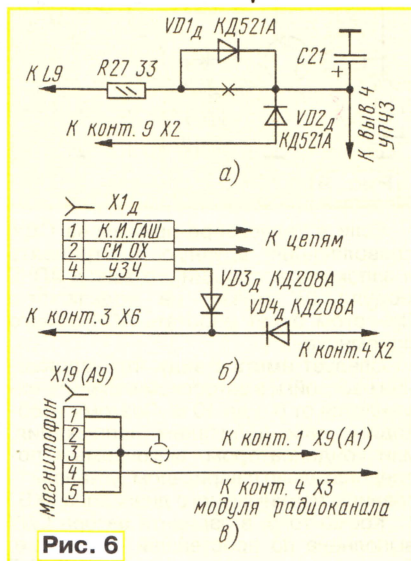 VD1д КД521А
К L9
R27 33
С21
+
К конт. 9 Х2
VD2д
КД521А
К выв. 4
УПЧЗ
а)
Х1д
1 К.И.ГАШ
2 СИ ОХ
4 УЗЧ
К цепям
VD3д КД208А
К конт. 3 Х6
VD4д КД208А
К конт. 4 Х2
б)
Х19 (А9)
Магнитофон
1
2
3
4
5
К конт. 1 Х9 (А1)
К конт. 4 Х3
модуля радиоканала
в)
Рис. 6